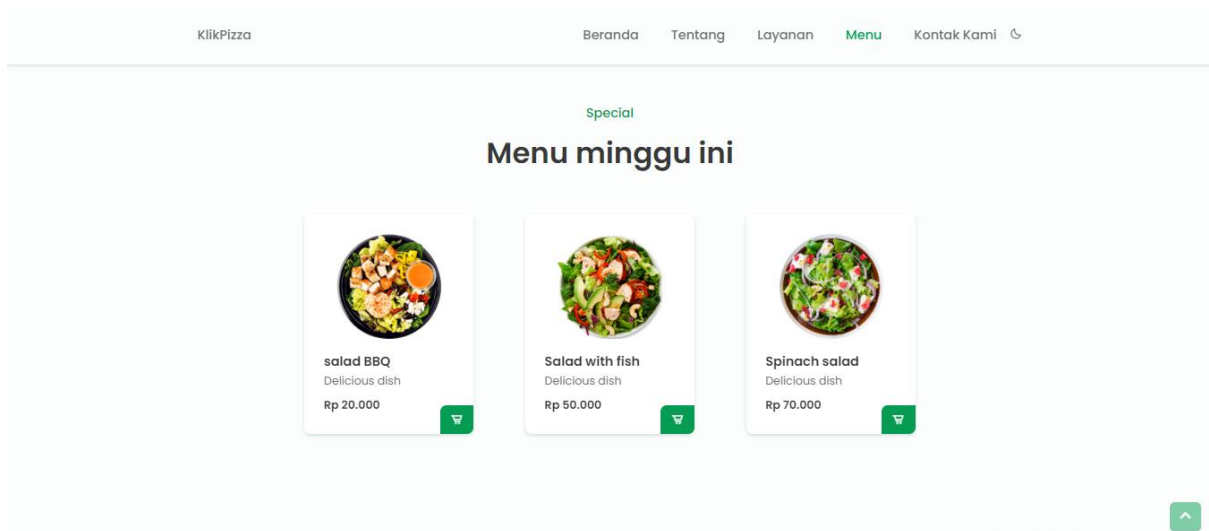 KlikPizza Beranda Tentang Layanan Menu Kontak Kami
Special
Menu minggu ini
salad BBQ
Delicious dish
Rp 20.000
Salad with fish
Delicious dish
Rp 50.000
Spinach salad
Delicious dish
Rp 70.000